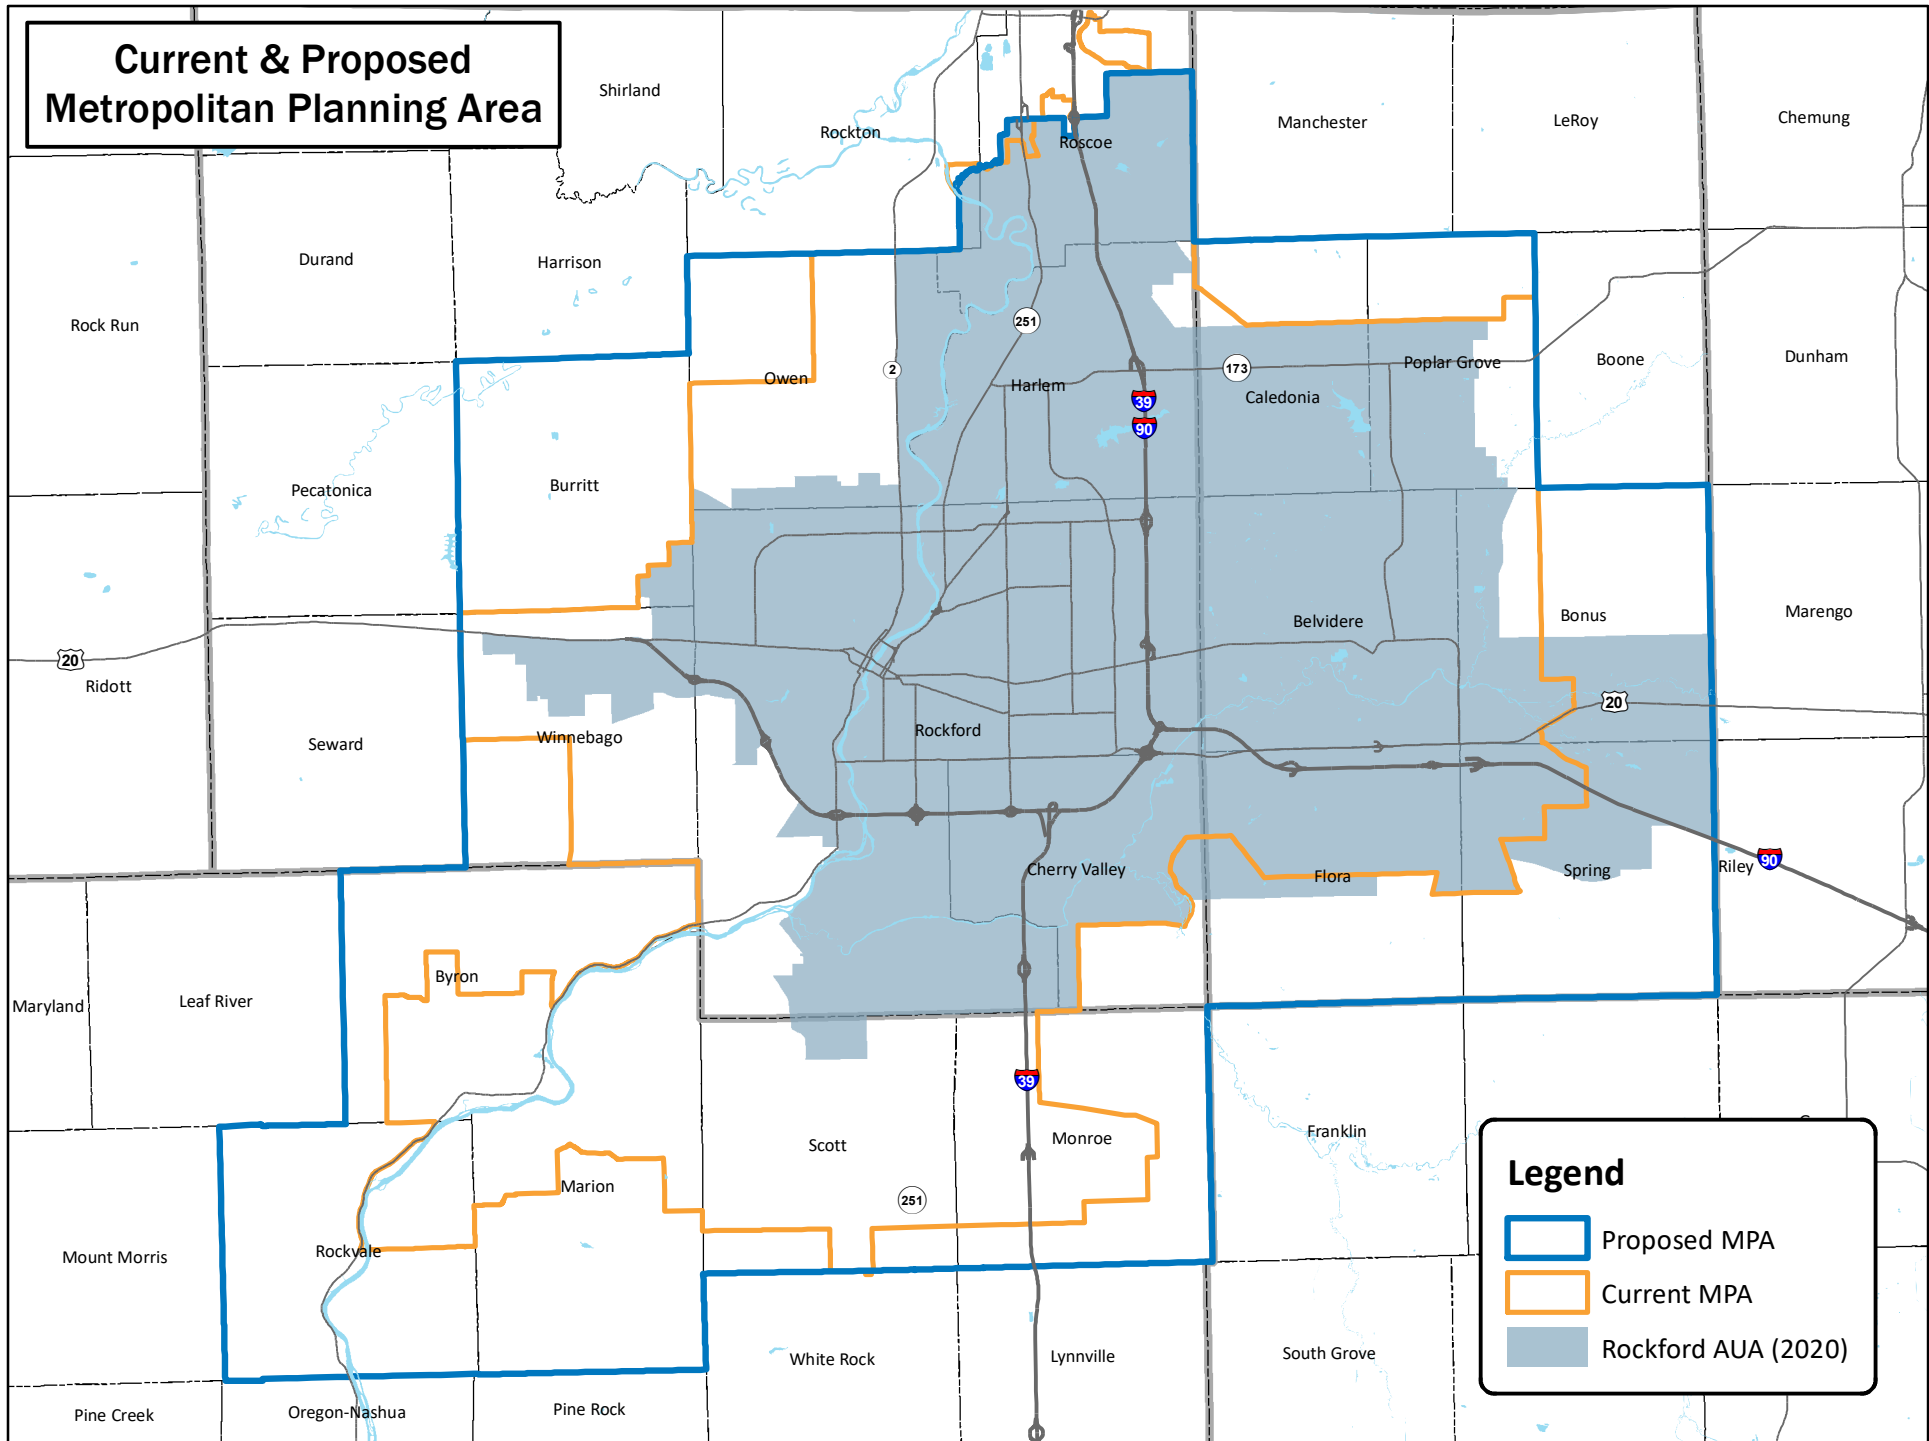 Current & Proposed
Metropolitan Planning Area
Shirland
Rockton
Roscoe
Manchester
LeRoy
Chemung
Durand
Harrison
Rock Run
251
Owen
2
Harlem
39
90
173
Caledonia
Poplar Grove
Boone
Dunham
Pecatonica
Burritt
Belvidere
Bonus
Marengo
20
Ridott
20
Seward
Winnebago
Rockford
Cherry Valley
Flora
Spring
Riley
90
Maryland
Leaf River
Byron
39
Scott
Monroe
Franklin
Marion
251
Mount Morris
Rockvale
White Rock
Lynnville
South Grove
Pine Creek
Oregon-Nashua
Pine Rock
Legend
Proposed MPA
Current MPA
Rockford AUA (2020)